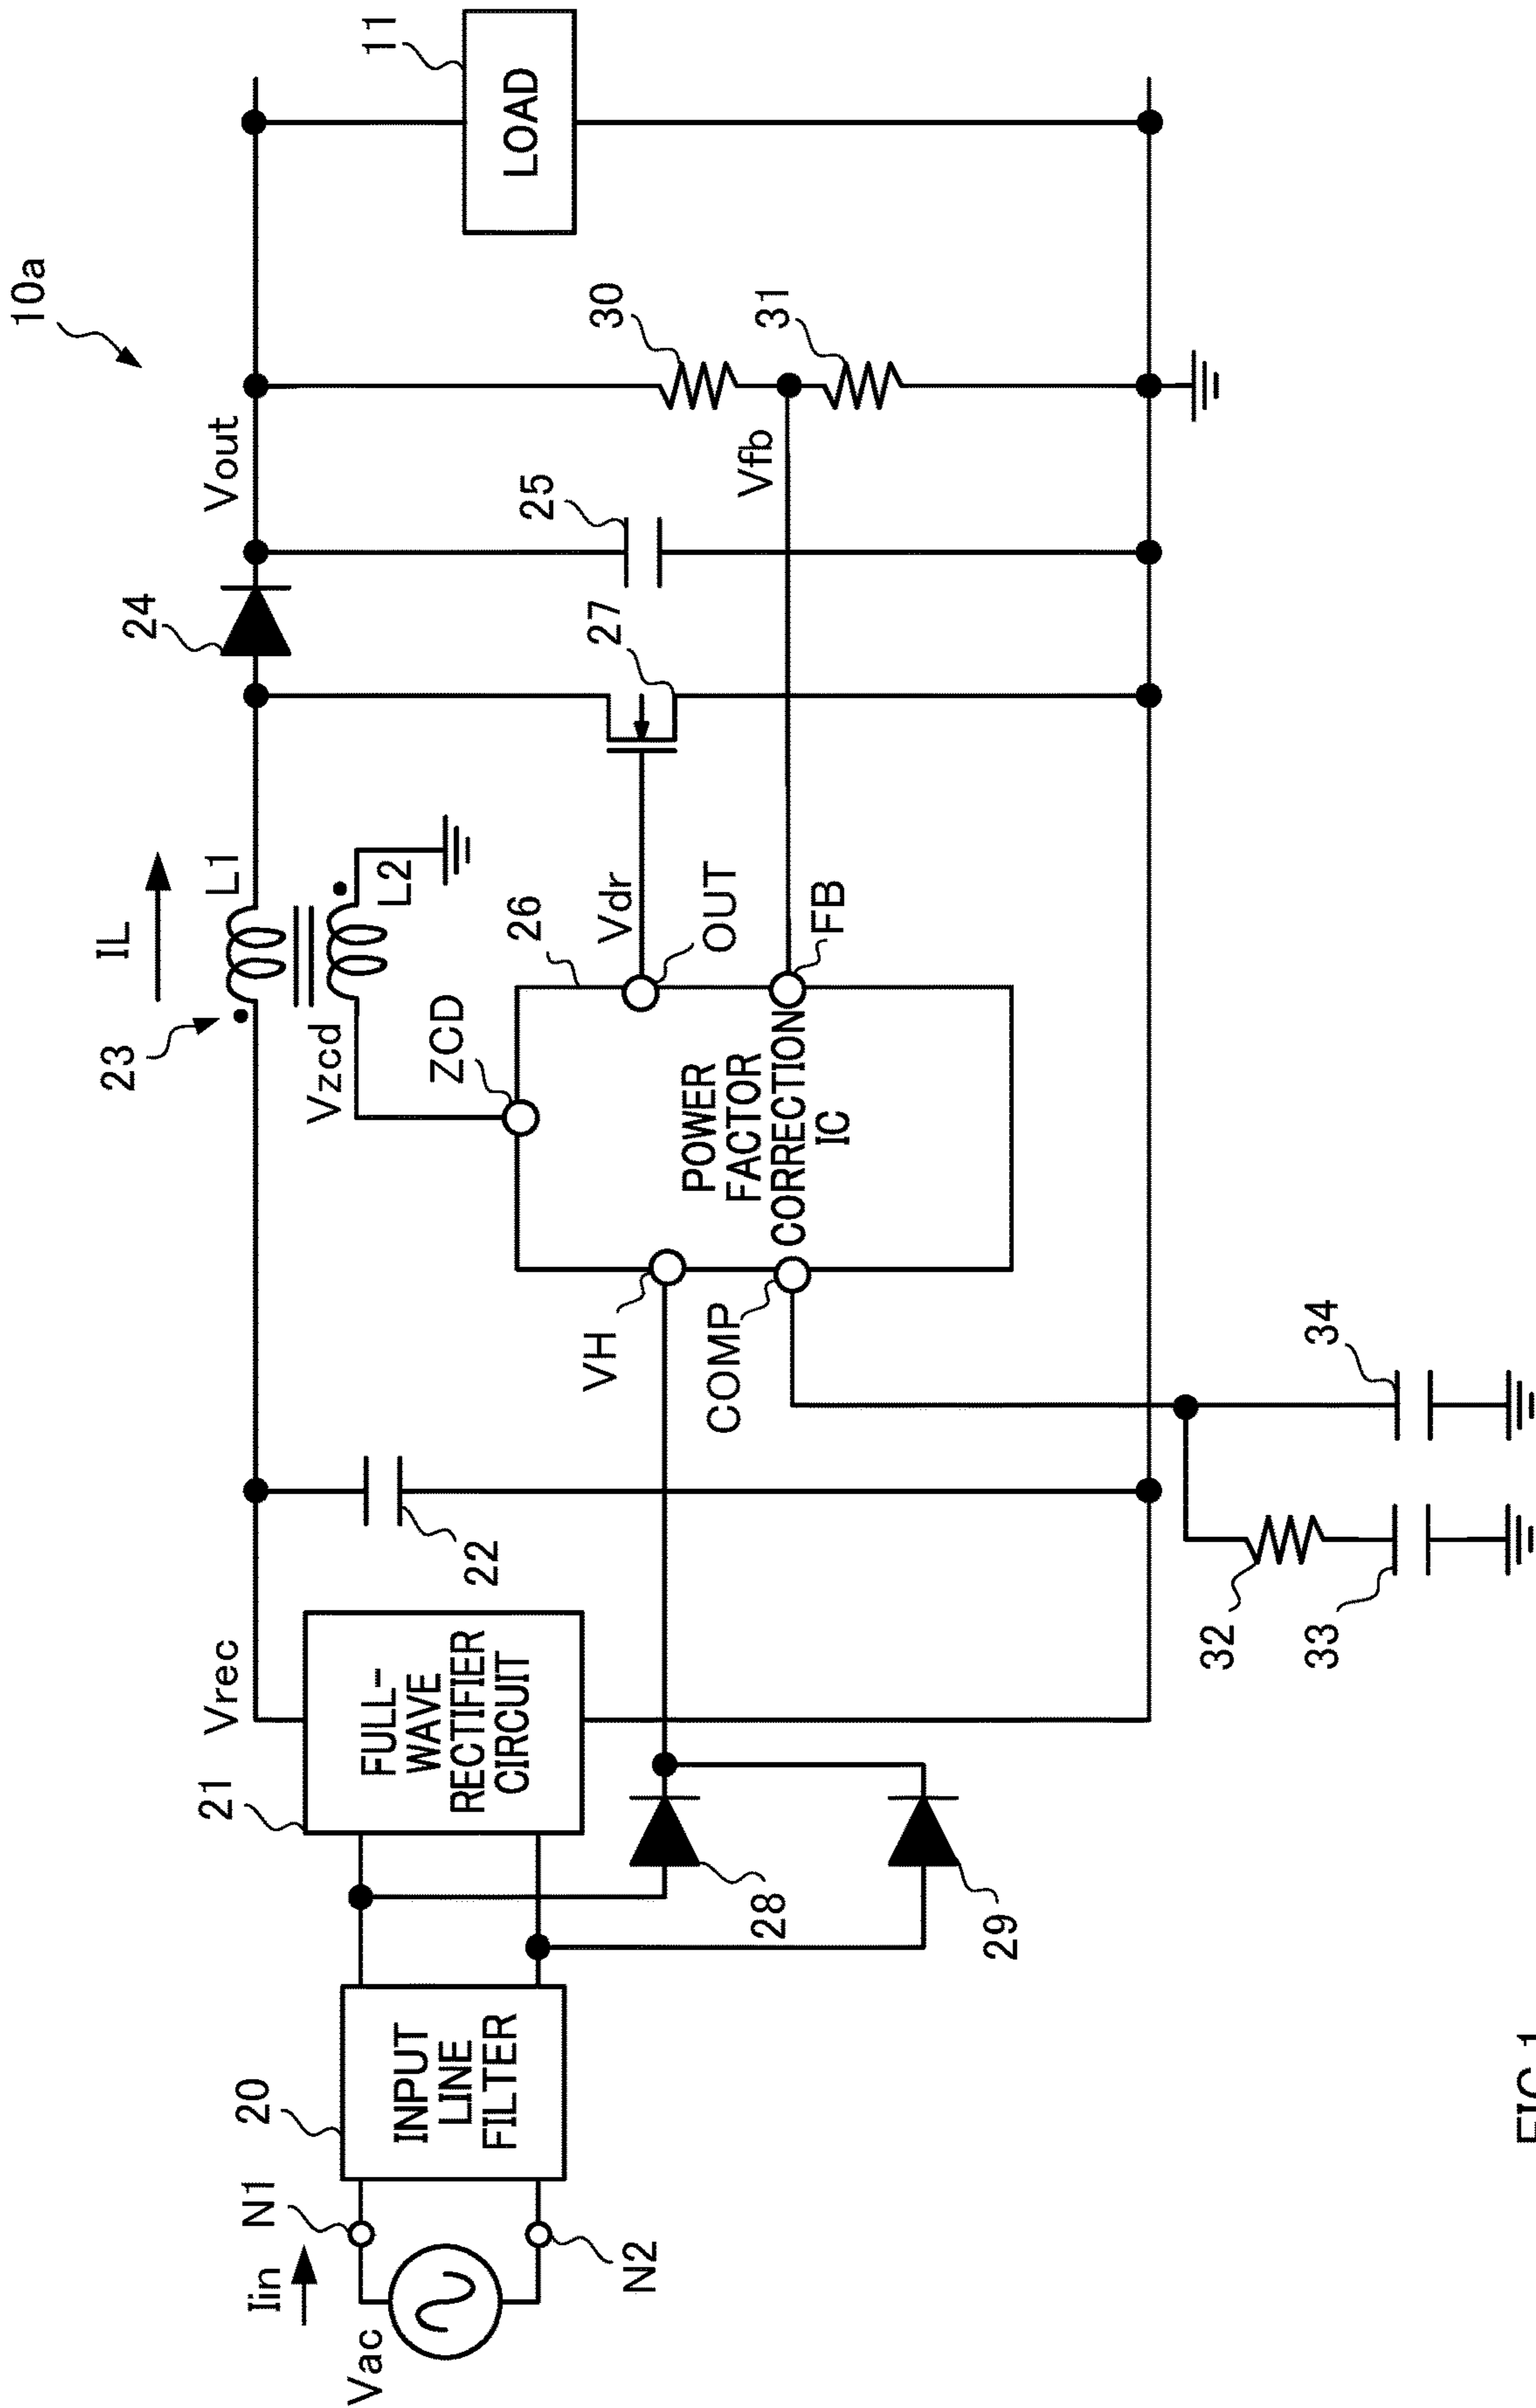 10a
Vac
Iin
N1
N2
20
INPUT
LINE
FILTER
21
FULL-
WAVE
RECTIFIER
CIRCUIT
Vrec
28
29
22
23
IL
L1
L2
Vzcd
ZCD
VH
COMP
26
POWER
FACTOR
CORRECTION
IC
OUT
FB
Vdr
27
24
25
Vout
Vfb
30
31
11
LOAD
32
33
34